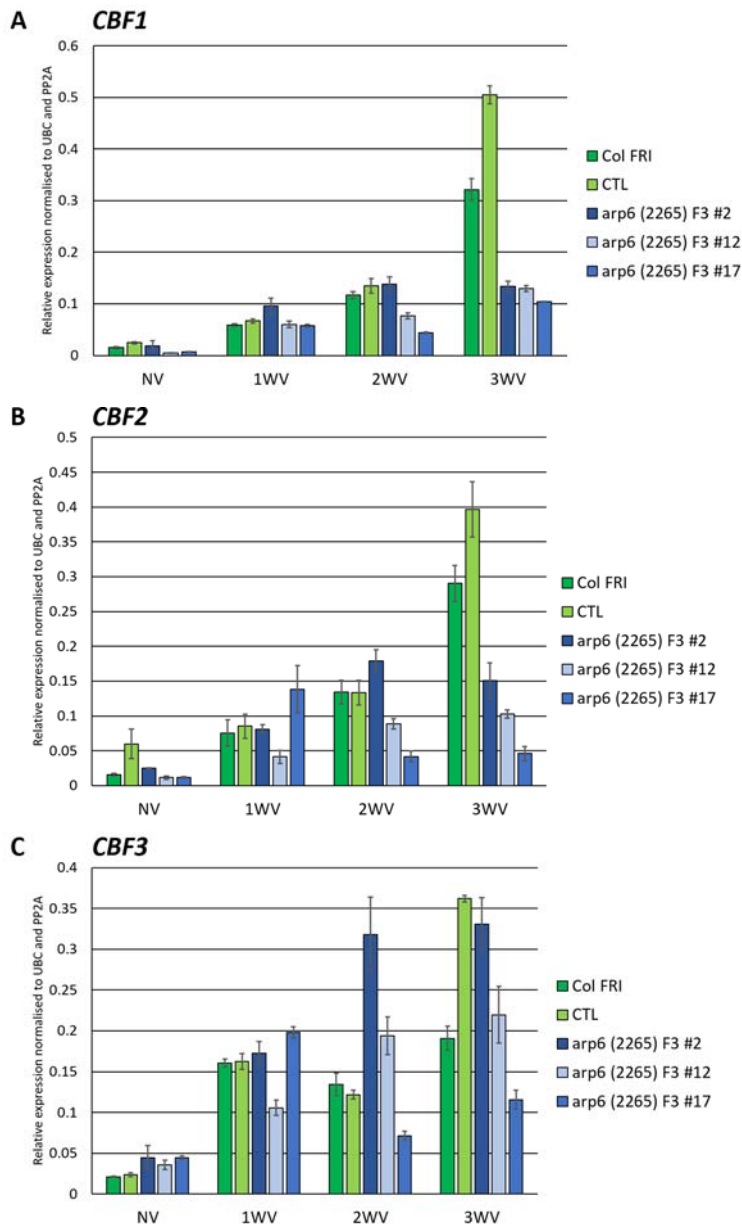 A CBF1
Relative expression normalised to UBC and PP2A
0.6
0.5
0.4
0.3
0.2
0.1
0
NV 1WV 2WV 3WV
Col FRI
CTL
arp6 (2265) F3 #2
arp6 (2265) F3 #12
arp6 (2265) F3 #17
B CBF2
Relative expression normalised to UBC and PP2A
0.5
0.45
0.4
0.35
0.3
0.25
0.2
0.15
0.1
0.05
0
NV 1WV 2WV 3WV
Col FRI
CTL
arp6 (2265) F3 #2
arp6 (2265) F3 #12
arp6 (2265) F3 #17
C CBF3
Relative expression normalised to UBC and PP2A
0.4
0.35
0.3
0.25
0.2
0.15
0.1
0.05
0
NV 1WV 2WV 3WV
Col FRI
CTL
arp6 (2265) F3 #2
arp6 (2265) F3 #12
arp6 (2265) F3 #17